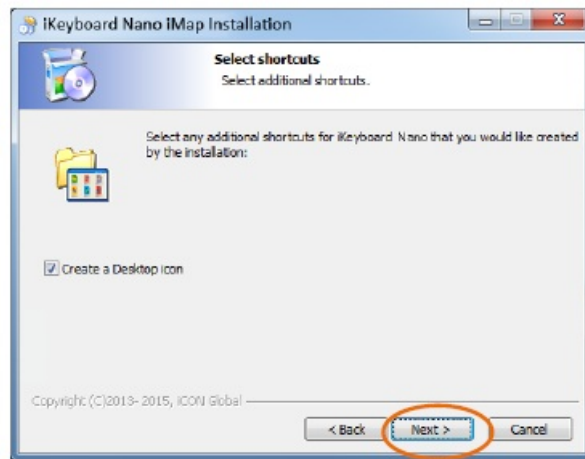 iKeyboard Nano iMap Installation
Select shortcuts
Select additional shortcuts.
Select any additional shortcuts for iKeyboard Nano that you would like created
by the installation:
Create a Desktop icon
Copyright (C)2013- 2015, iCON Global
< Back
Next >
Cancel